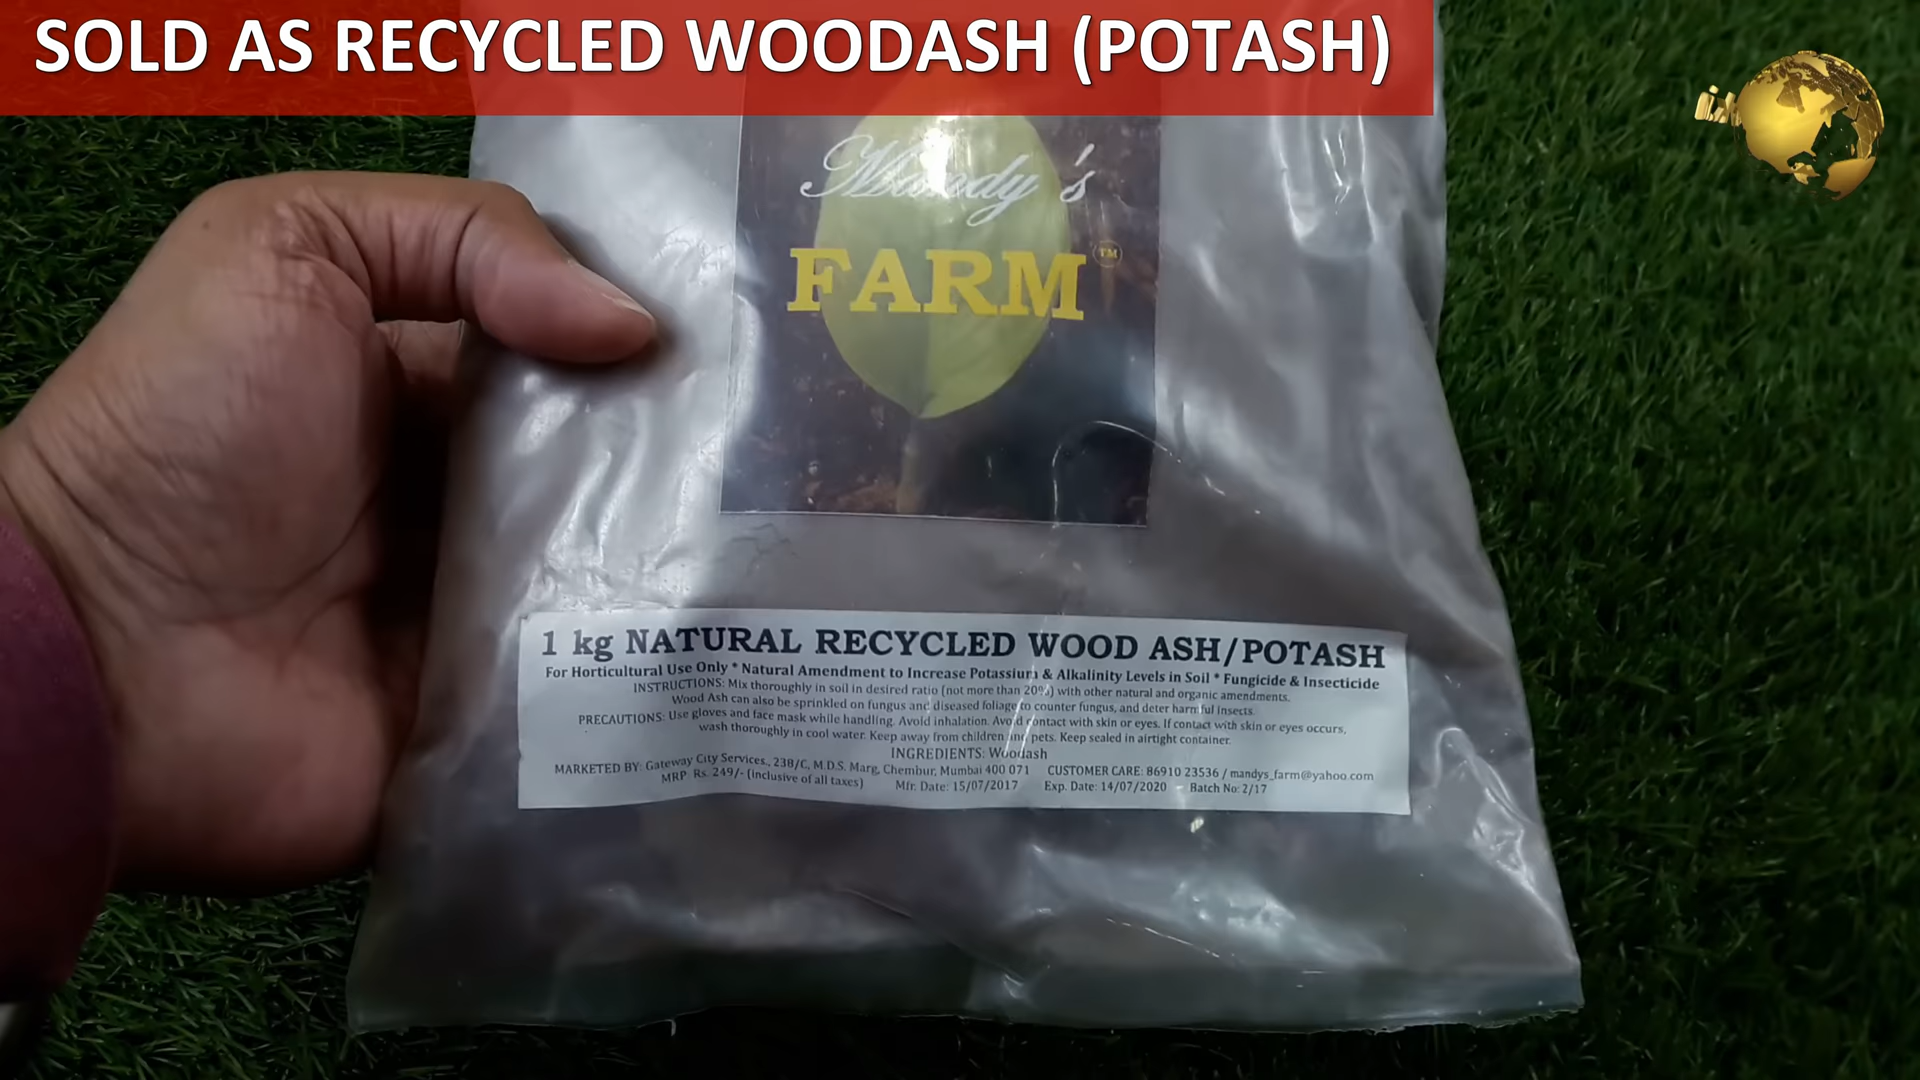 SOLD AS RECYCLED WOODASH (POTASH)
Mandy's
FARM™
1 kg NATURAL RECYCLED WOOD ASH/POTASH
For Horticultural Use Only * Natural Amendment to Increase Potassium & Alkalinity Levels in Soil * Fungicide & Insecticide
INSTRUCTIONS: Mix thoroughly in soil in desired ratio (not more than 20%) with other natural and organic amendments.
Wood Ash can also be sprinkled on fungus and diseased foliage to counter fungus, and deter harmful insects.
PRECAUTIONS: Use gloves and face mask while handling. Avoid inhalation. Avoid contact with skin or eyes. If contact with skin or eyes occurs,
wash thoroughly in cool water. Keep away from children and pets. Keep sealed in airtight container.
INGREDIENTS: Woodash
MARKETED BY: Gateway City Services., 238/C, M.D.S. Marg, Chembur, Mumbai 400 071 CUSTOMER CARE: 86910 23536 / mandys_farm@yahoo.com
MRP: Rs. 249/- (inclusive of all taxes) Mfr. Date: 15/07/2017 Exp. Date: 14/07/2020 Batch No: 2/17